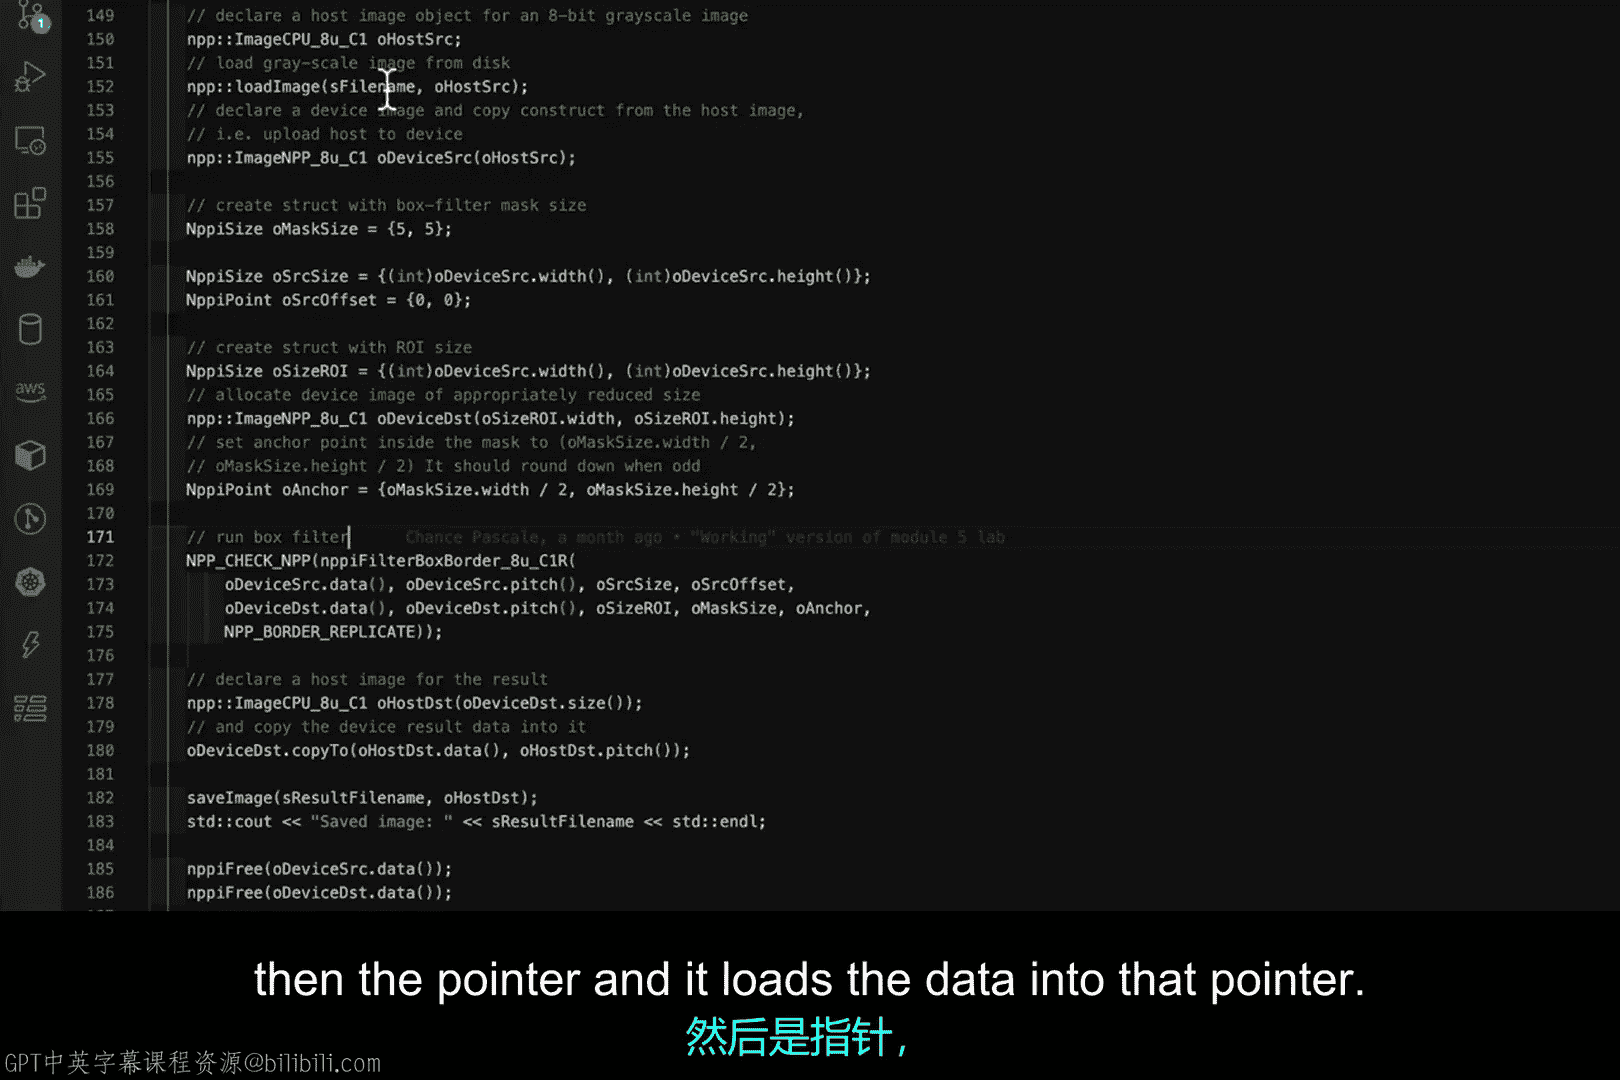 149 // declare a host image object for an 8-bit grayscale image
150 npp::ImageCPU_8u_C1 oHostSrc;
151 // load gray-scale image from disk
152 npp::loadImage(sFilename, oHostSrc);
153 // declare a device image and copy construct from the host image,
154 // i.e. upload host to device
155 npp::ImageNPP_8u_C1 oDeviceSrc(oHostSrc);
156
157 // create struct with box-filter mask size
158 NppiSize oMaskSize = {5, 5};
159
160 NppiSize oSrcSize = {(int)oDeviceSrc.width(), (int)oDeviceSrc.height()};
161 NppiPoint oSrcOffset = {0, 0};
162
163 // create struct with ROI size
164 NppiSize oSizeROI = {(int)oDeviceSrc.width(), (int)oDeviceSrc.height()};
165 // allocate device image of appropriately reduced size
166 npp::ImageNPP_8u_C1 oDeviceDst(oSizeROI.width, oSizeROI.height);
167 // set anchor point inside the mask to (oMaskSize.width / 2,
168 // oMaskSize.height / 2) It should round down when odd
169 NppiPoint oAnchor = {oMaskSize.width / 2, oMaskSize.height / 2};
170
171 // run box filter Chance Pascale, a month ago • "Working" version of module 5 lab
172 NPP_CHECK_NPP(nppiFilterBoxBorder_8u_C1R(
173 oDeviceSrc.data(), oDeviceSrc.pitch(), oSrcSize, oSrcOffset,
174 oDeviceDst.data(), oDeviceDst.pitch(), oSizeROI, oMaskSize, oAnchor,
175 NPP_BORDER_REPLICATE));
176
177 // declare a host image for the result
178 npp::ImageCPU_8u_C1 oHostDst(oDeviceDst.size());
179 // and copy the device result data into it
180 oDeviceDst.copyTo(oHostDst.data(), oHostDst.pitch());
181
182 saveImage(sResultFilename, oHostDst);
183 std::cout << "Saved image: " << sResultFilename << std::endl;
184
185 nppiFree(oDeviceSrc.data());
186 nppiFree(oDeviceDst.data());
1
aws
then the pointer and it loads the data into that pointer.
然后是指针，
GPT中英字幕课程资源@bilibili.com